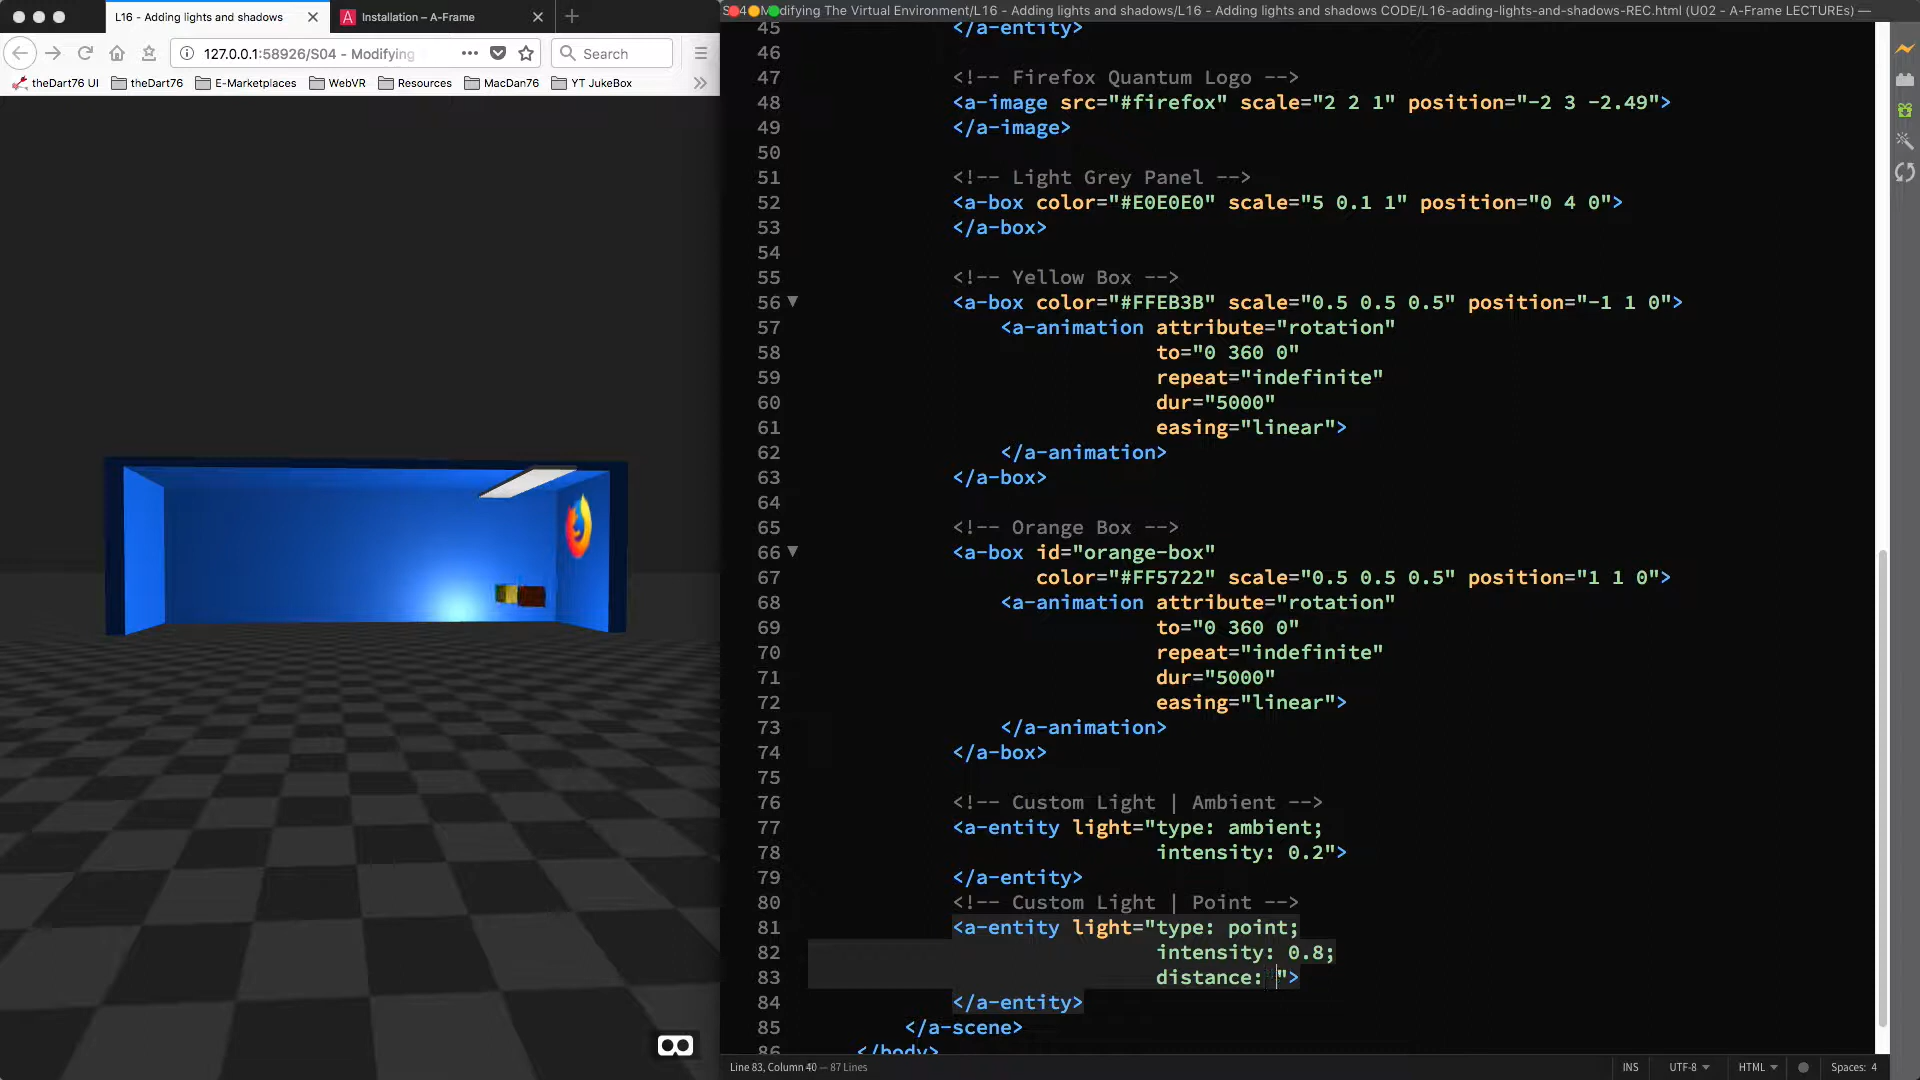 L16 - Adding lights and shadows
Installation – A-Frame
127.0.0.1:58926/S04 - Modifying
Search
theDart76 UI
theDart76
E-Marketplaces
WebVR
Resources
MacDan76
YT JukeBox
Modifying The Virtual Environment/L16 - Adding lights and shadows/L16 - Adding lights and shadows CODE/L16-adding-lights-and-shadows-REC.html (U02 - A-Frame LECTUREs) —
45 </a-entity>
46
47 <!-- Firefox Quantum Logo -->
48 <a-image src="#firefox" scale="2 2 1" position="-2 3 -2.49">
49 </a-image>
50
51 <!-- Light Grey Panel -->
52 <a-box color="#E0E0E0" scale="5 0.1 1" position="0 4 0">
53 </a-box>
54
55 <!-- Yellow Box -->
56 <a-box color="#FFEB3B" scale="0.5 0.5 0.5" position="-1 1 0">
57 <a-animation attribute="rotation"
58 to="0 360 0"
59 repeat="indefinite"
60 dur="5000"
61 easing="linear">
62 </a-animation>
63 </a-box>
64
65 <!-- Orange Box -->
66 <a-box id="orange-box"
67 color="#FF5722" scale="0.5 0.5 0.5" position="1 1 0">
68 <a-animation attribute="rotation"
69 to="0 360 0"
70 repeat="indefinite"
71 dur="5000"
72 easing="linear">
73 </a-animation>
74 </a-box>
75
76 <!-- Custom Light | Ambient -->
77 <a-entity light="type: ambient;
78 intensity: 0.2">
79 </a-entity>
80 <!-- Custom Light | Point -->
81 <a-entity light="type: point;
82 intensity: 0.8;
83 distance: ">
84 </a-entity>
85 </a-scene>
86 </body>
Line 83, Column 40 — 87 Lines
INS
UTF-8
HTML
Spaces: 4